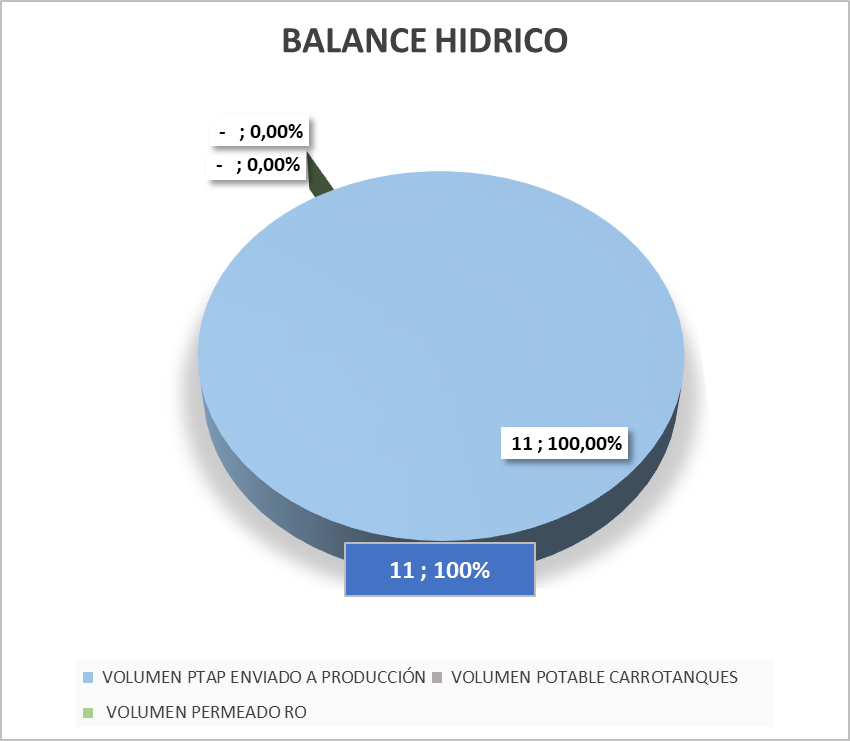 BALANCE HIDRICO
- ; 0,00%
- ; 0,00%
11 ; 100,00%
11 ; 100%
VOLUMEN PTAP ENVIADO A PRODUCCIÓN VOLUMEN POTABLE CARROTANQUES
VOLUMEN PERMEADO RO